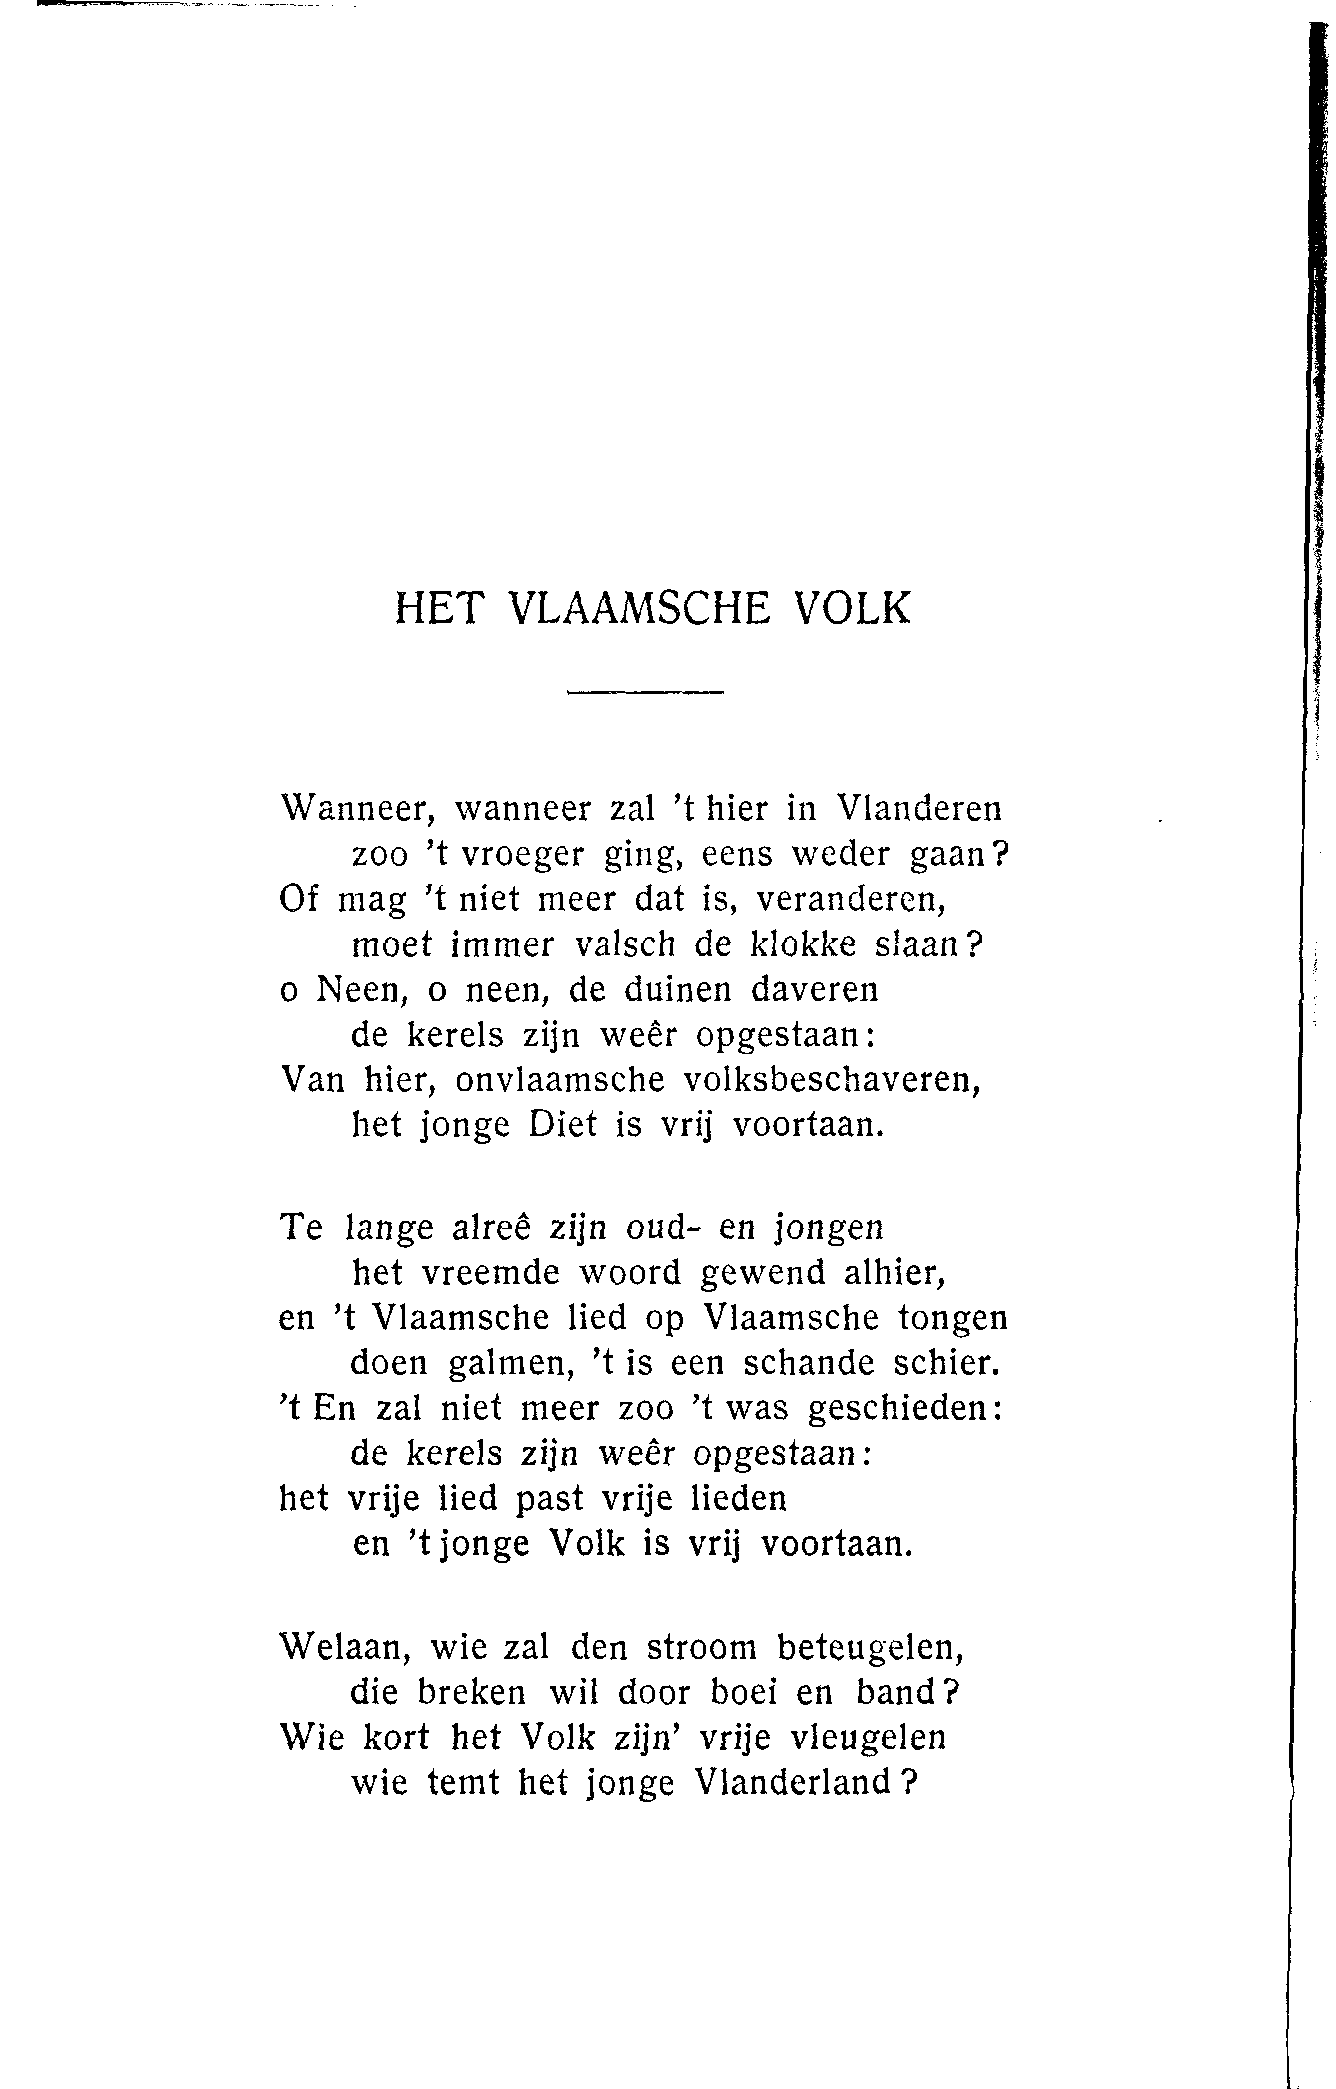 HET VLAAMSCHE VOLK
Wanneer, wanneer zal 't hier in Vlanderen
zoo 't vroeger ging, eens weder gaan?
Of mag 't niet meer dat is, veranderen,
moet immer valsch de klokke slaan?
o Neen, o neen, de duinen daveren
de kerels zijn weêr opgestaan:
Van hier, onvlaamsche volksbeschaveren,
het jonge Diet is vrij voortaan.
Te lange alreê zijn oud- en jongen
het vreemde woord gewend alhier,
en 't Vlaamsche lied op Vlaamsche tongen
doen galmen, 't is een schande schier.
't En zal niet meer zoo 't was geschieden:
de kerels zijn weêr opgestaan:
het vrije lied past vrije lieden
en 't jonge Volk is vrij voortaan.
Welaan, wie zal den stroom beteugelen,
die breken wil door boei en band?
Wie kort het Volk zijn' vrije vleugelen
wie temt het jonge Vlanderland?